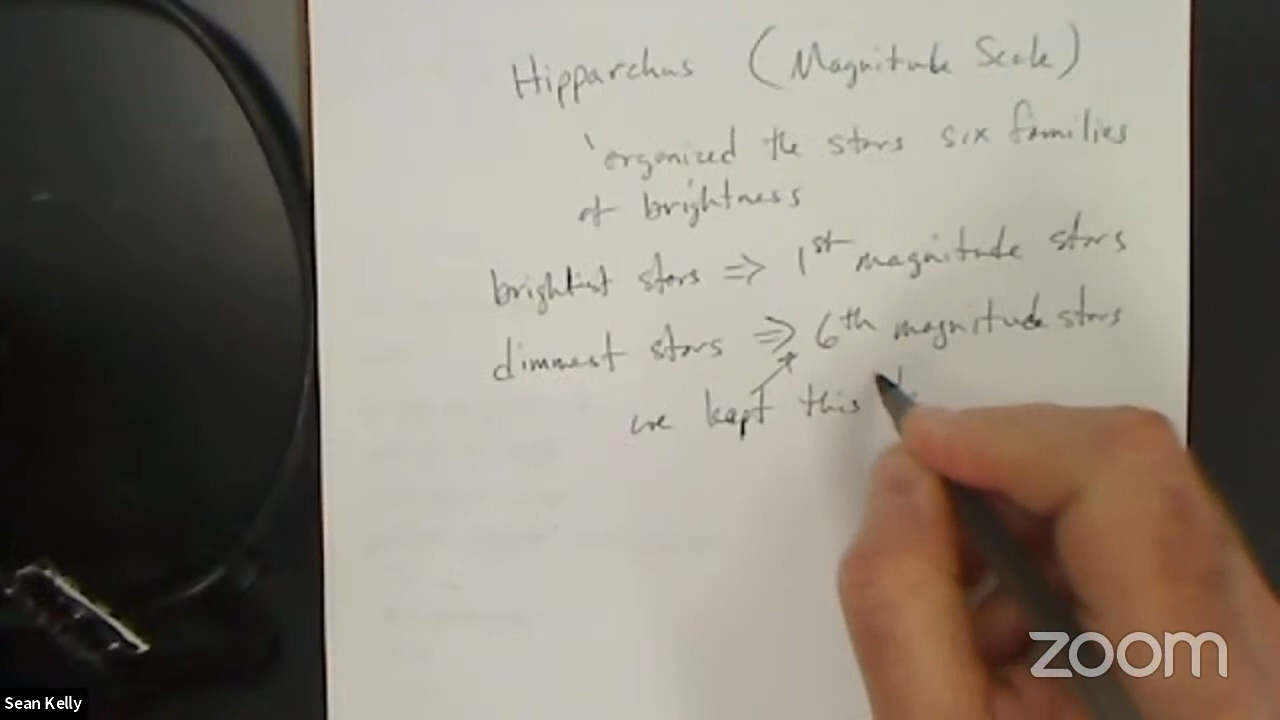 Hipparchus (Magnitude Scale)
organized the stars six families
of brightness
brightest stars => 1st magnitude stars
dimmest stars => 6th magnitude stars
we kept this
zoom
Sean Kelly